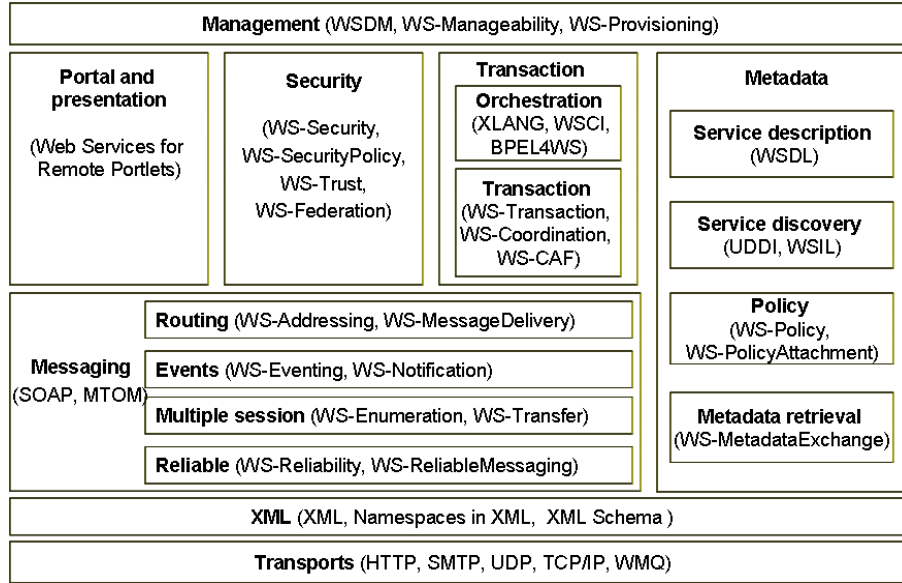 Management (WSDM, WS-Manageability, WS-Provisioning)
Portal and
presentation
(Web Services for
Remote Portlets)
Security
(WS-Security,
WS-SecurityPolicy,
WS-Trust,
WS-Federation)
Transaction
Orchestration
(XLANG, WSCI,
BPEL4WS)
Transaction
(WS-Transaction,
WS-Coordination,
WS-CAF)
Metadata
Service description
(WSDL)
Service discovery
(UDDI, WSIL)
Policy
(WS-Policy,
WS-PolicyAttachment)
Metadata retrieval
(WS-MetadataExchange)
Messaging
(SOAP, MTOM)
Routing (WS-Addressing, WS-MessageDelivery)
Events (WS-Eventing, WS-Notification)
Multiple session (WS-Enumeration, WS-Transfer)
Reliable (WS-Reliability, WS-ReliableMessaging)
XML (XML, Namespaces in XML, XML Schema )
Transports (HTTP, SMTP, UDP, TCP/IP, WMQ)